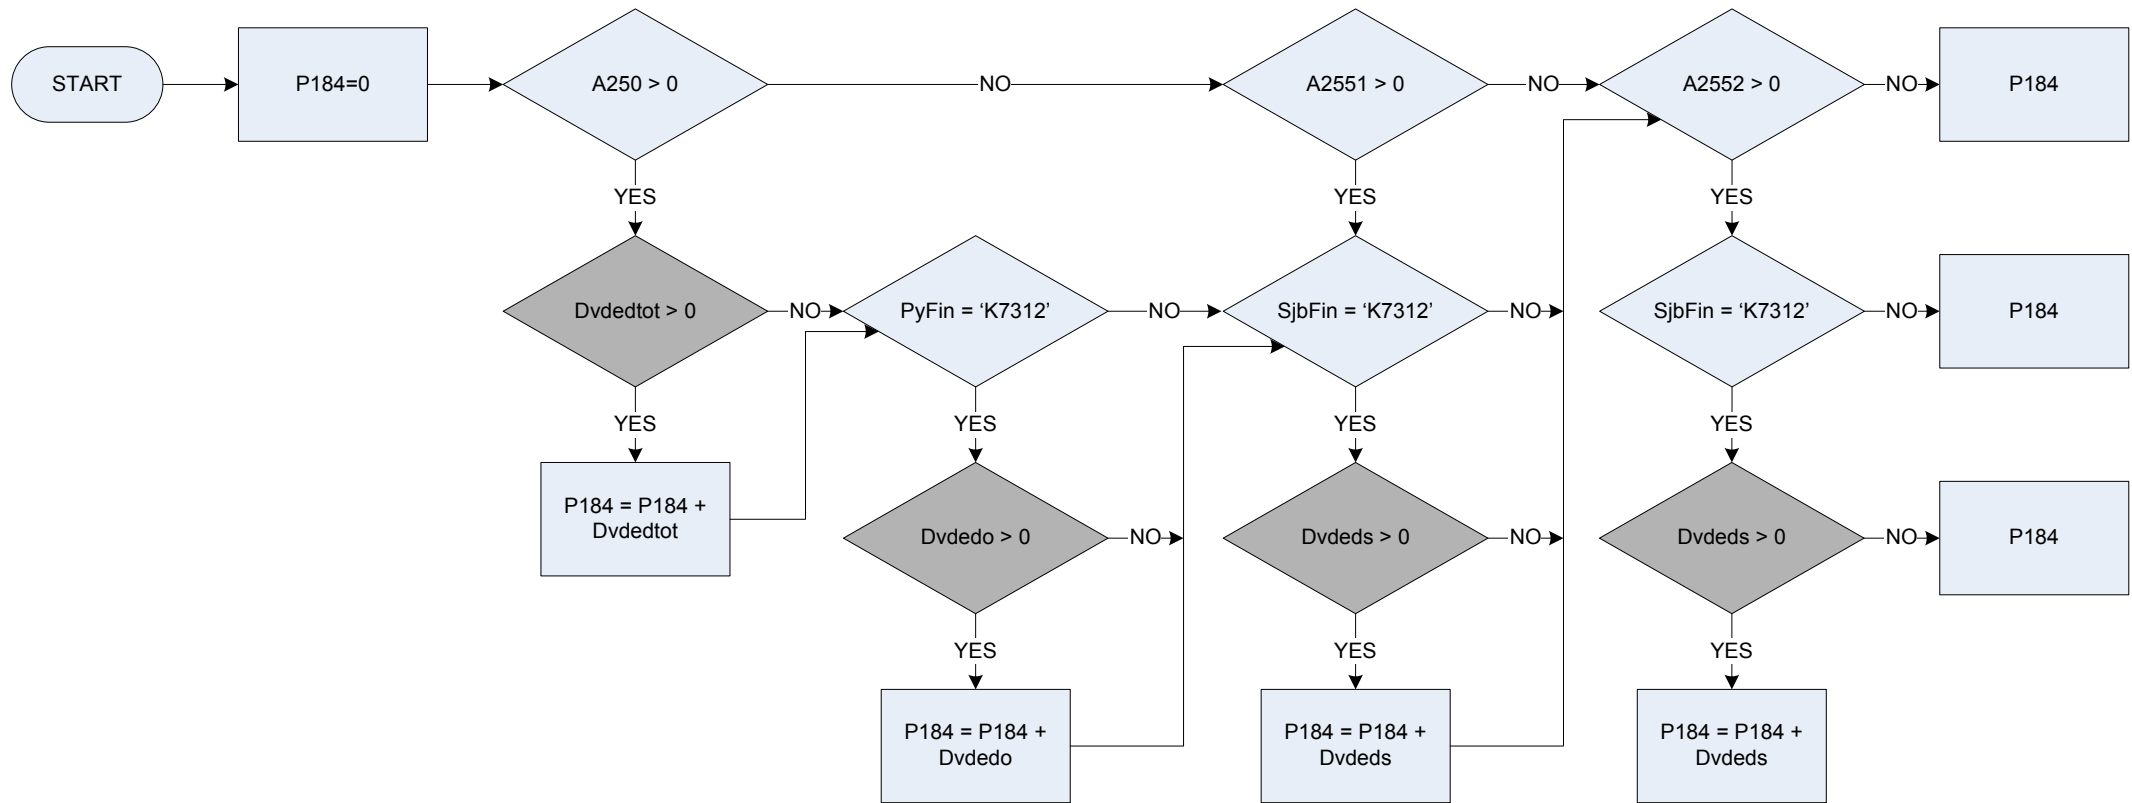 START
P184=0
A250 > 0
NO
A2551 > 0
NO
A2552 > 0
NO
P184
YES
YES
YES
Dvdedtot > 0
NO
PyFin = ‘K7312’
NO
SjbFin = ‘K7312’
NO
SjbFin = ‘K7312’
NO
P184
YES
YES
YES
YES
P184 = P184 +
Dvdedtot
Dvdedo > 0
NO
Dvdeds > 0
NO
Dvdeds > 0
NO
P184
YES
YES
YES
P184 = P184 +
Dvdedo
P184 = P184 +
Dvdeds
P184 = P184 +
Dvdeds